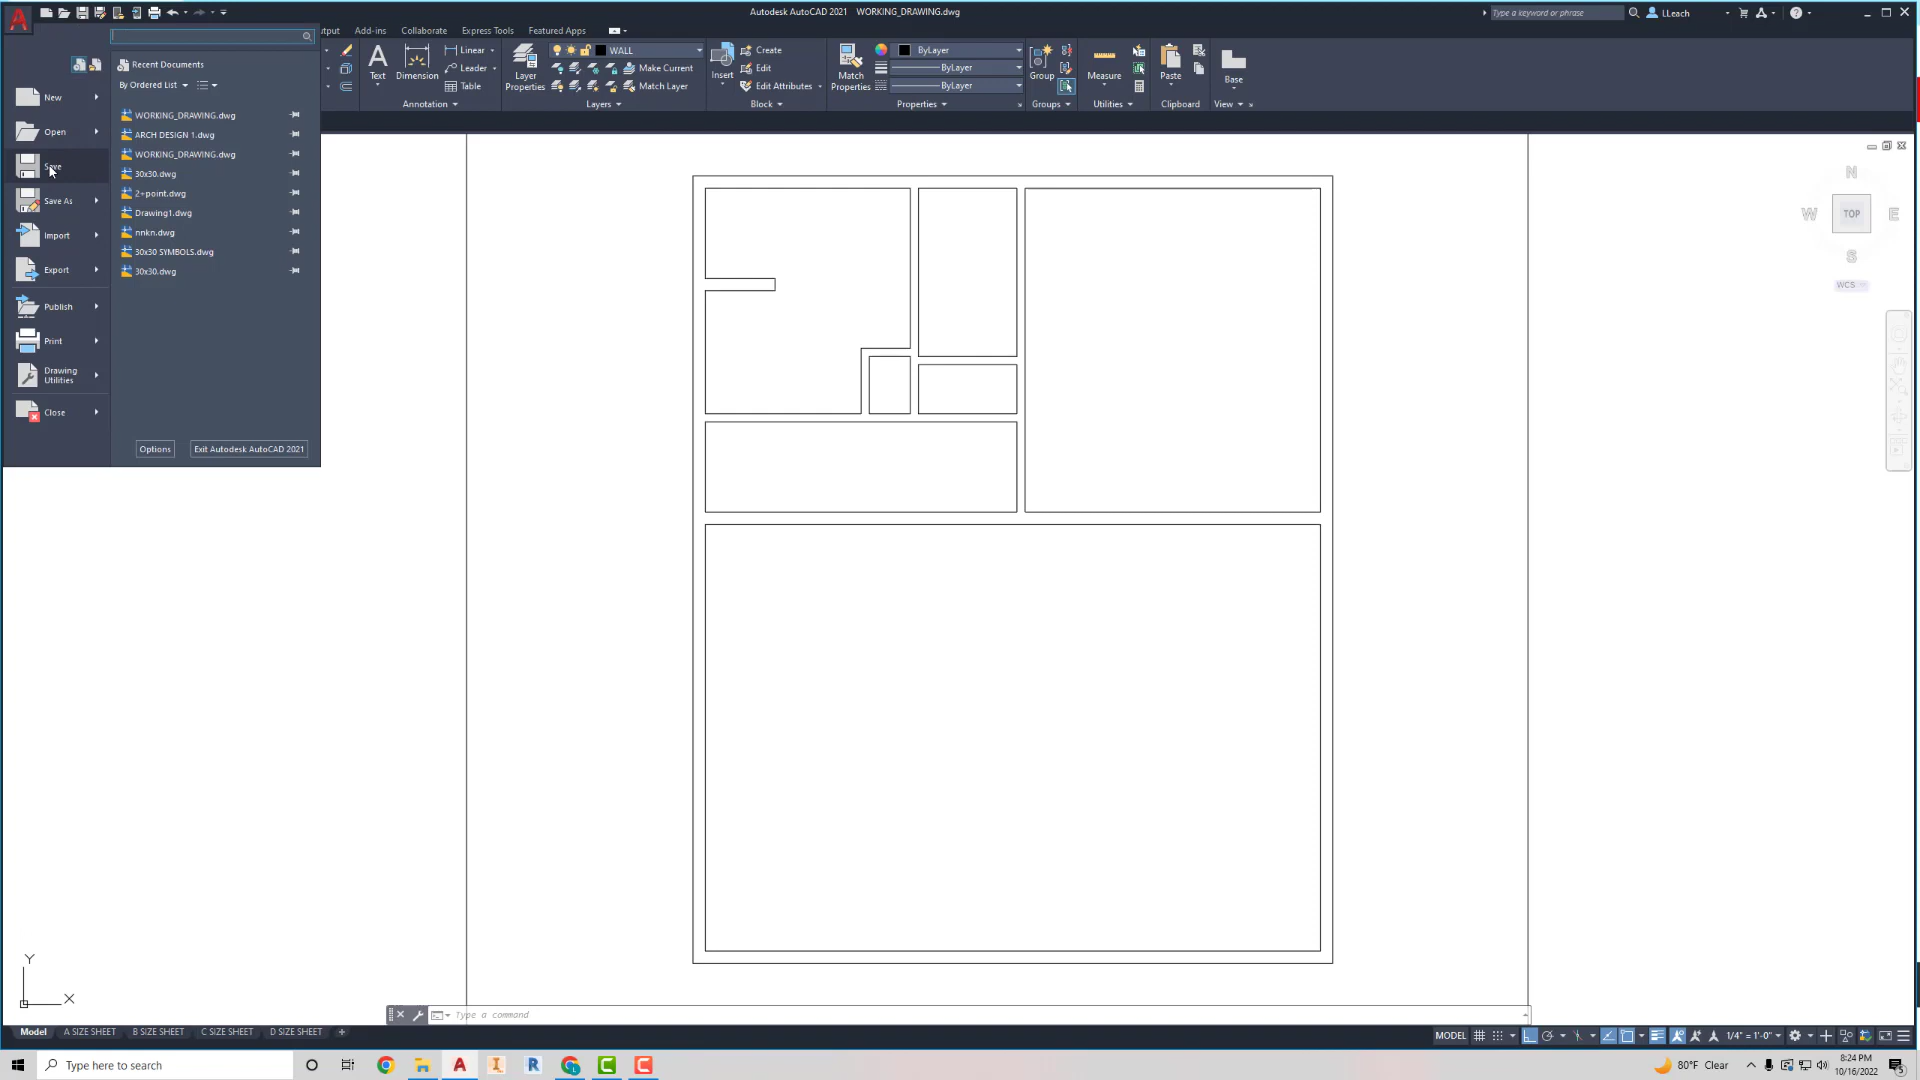 Autodesk AutoCAD 2021 WORKING_DRAWING.dwg
Type a keyword or phrase
LLeach
Add-ins Collaborate Express Tools Featured Apps
Recent Documents
By Ordered List
New
Open
Save
Save As
Import
Export
Publish
Print
Drawing
Utilities
Close
WORKING_DRAWING.dwg
ARCH DESIGN 1.dwg
WORKING_DRAWING.dwg
30x30.dwg
2+point.dwg
Drawing1.dwg
nnkn.dwg
30x30 SYMBOLS.dwg
30x30.dwg
Options
Exit Autodesk AutoCAD 2021
Text
Dimension
Linear
Leader
Table
Annotation
Layer
Properties
WALL
Make Current
Match Layer
Layers
Insert
Create
Edit
Edit Attributes
Block
Match
Properties
ByLayer
ByLayer
ByLayer
Properties
Group
Groups
Measure
Utilities
Paste
Clipboard
Base
View
N
W TOP E
S
WCS
Y
X
Type a command
Model A SIZE SHEET B SIZE SHEET C SIZE SHEET D SIZE SHEET
MODEL
1/4" = 1'-0"
Type here to search
80°F Clear
8:24 PM
10/16/2022